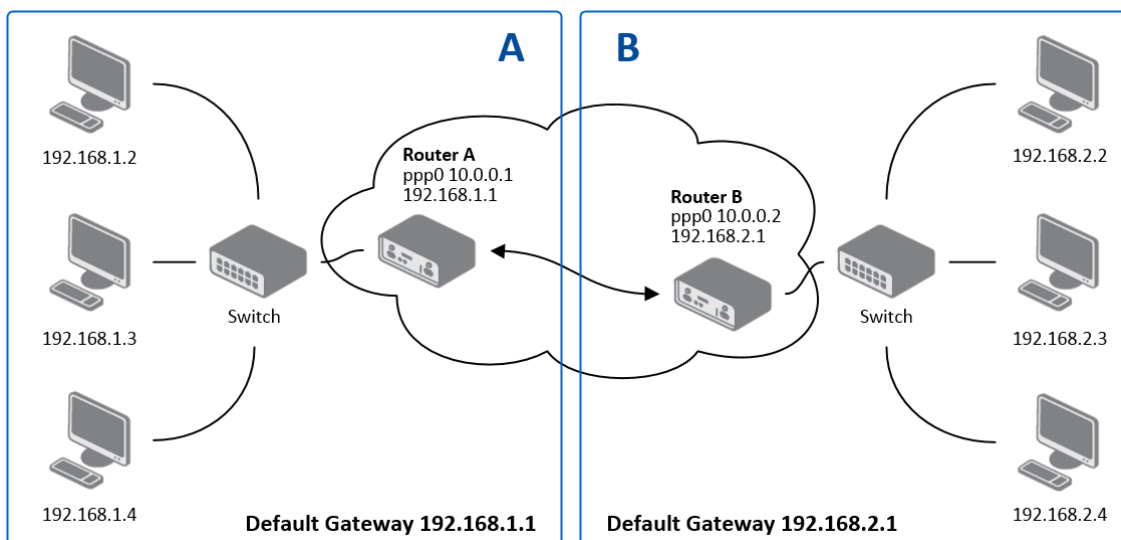 A
B
192.168.1.2
192.168.1.3
192.168.1.4
Switch
Router A
ppp0 10.0.0.1
192.168.1.1
Router B
ppp0 10.0.0.2
192.168.2.1
Switch
192.168.2.2
192.168.2.3
192.168.2.4
Default Gateway 192.168.1.1
Default Gateway 192.168.2.1